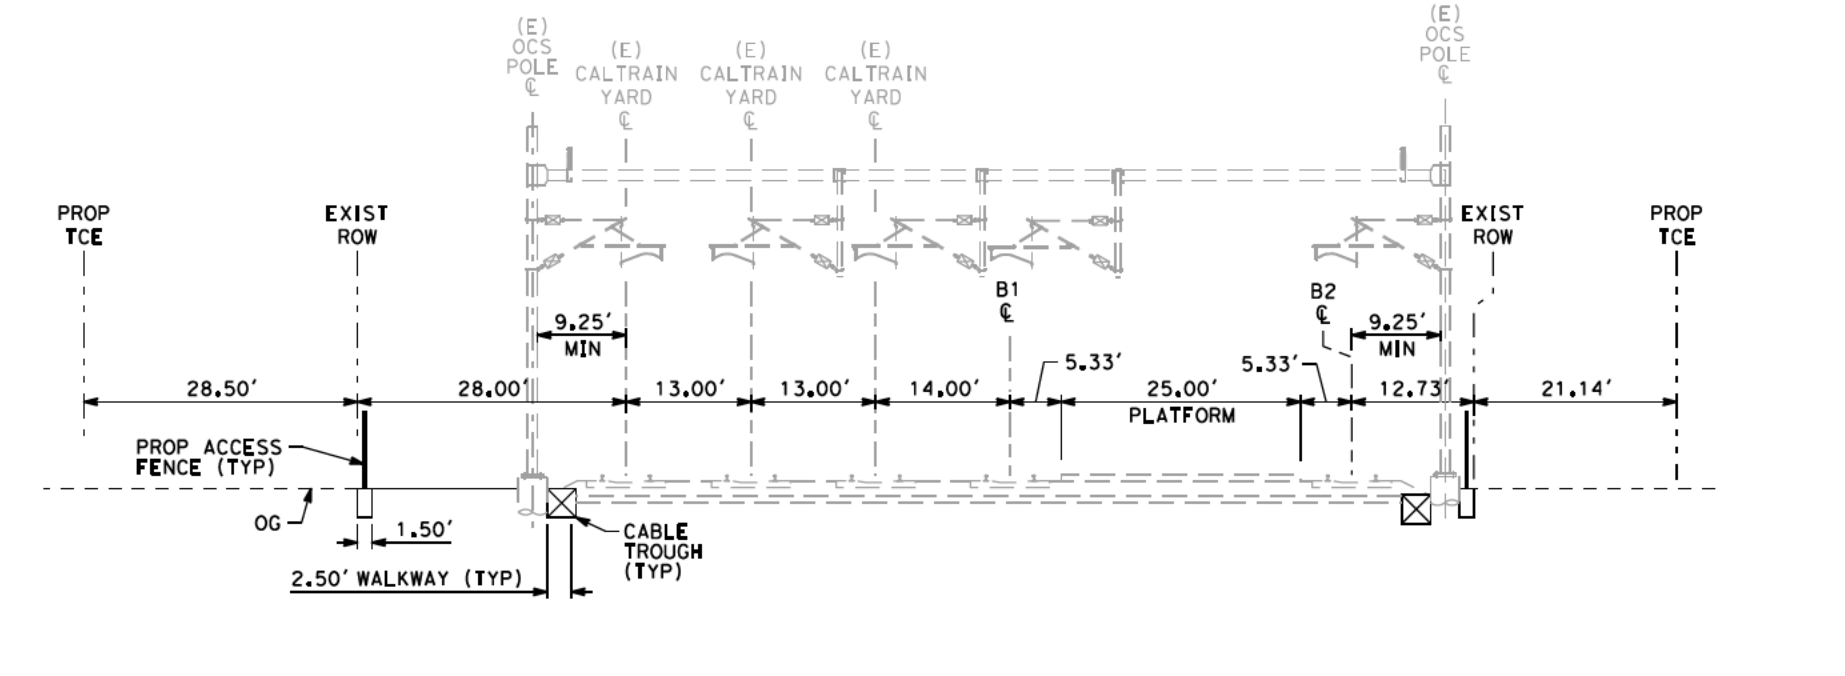 (E)
OCS
POLE
℄
(E)
CALTRAIN
YARD
℄
(E)
CALTRAIN
YARD
℄
(E)
CALTRAIN
YARD
℄
(E)
OCS
POLE
℄
PROP
TCE
EXIST
ROW
EXIST
ROW
PROP
TCE
B1
℄
B2
℄
9.25′
MIN
9.25′
MIN
5.33′
5.33′
28.50′
28.00′
13.00′
13.00′
14.00′
25.00′
PLATFORM
12.73′
21.14′
PROP ACCESS
FENCE (TYP)
OG
1.50′
CABLE
TROUGH
(TYP)
2.50′ WALKWAY (TYP)